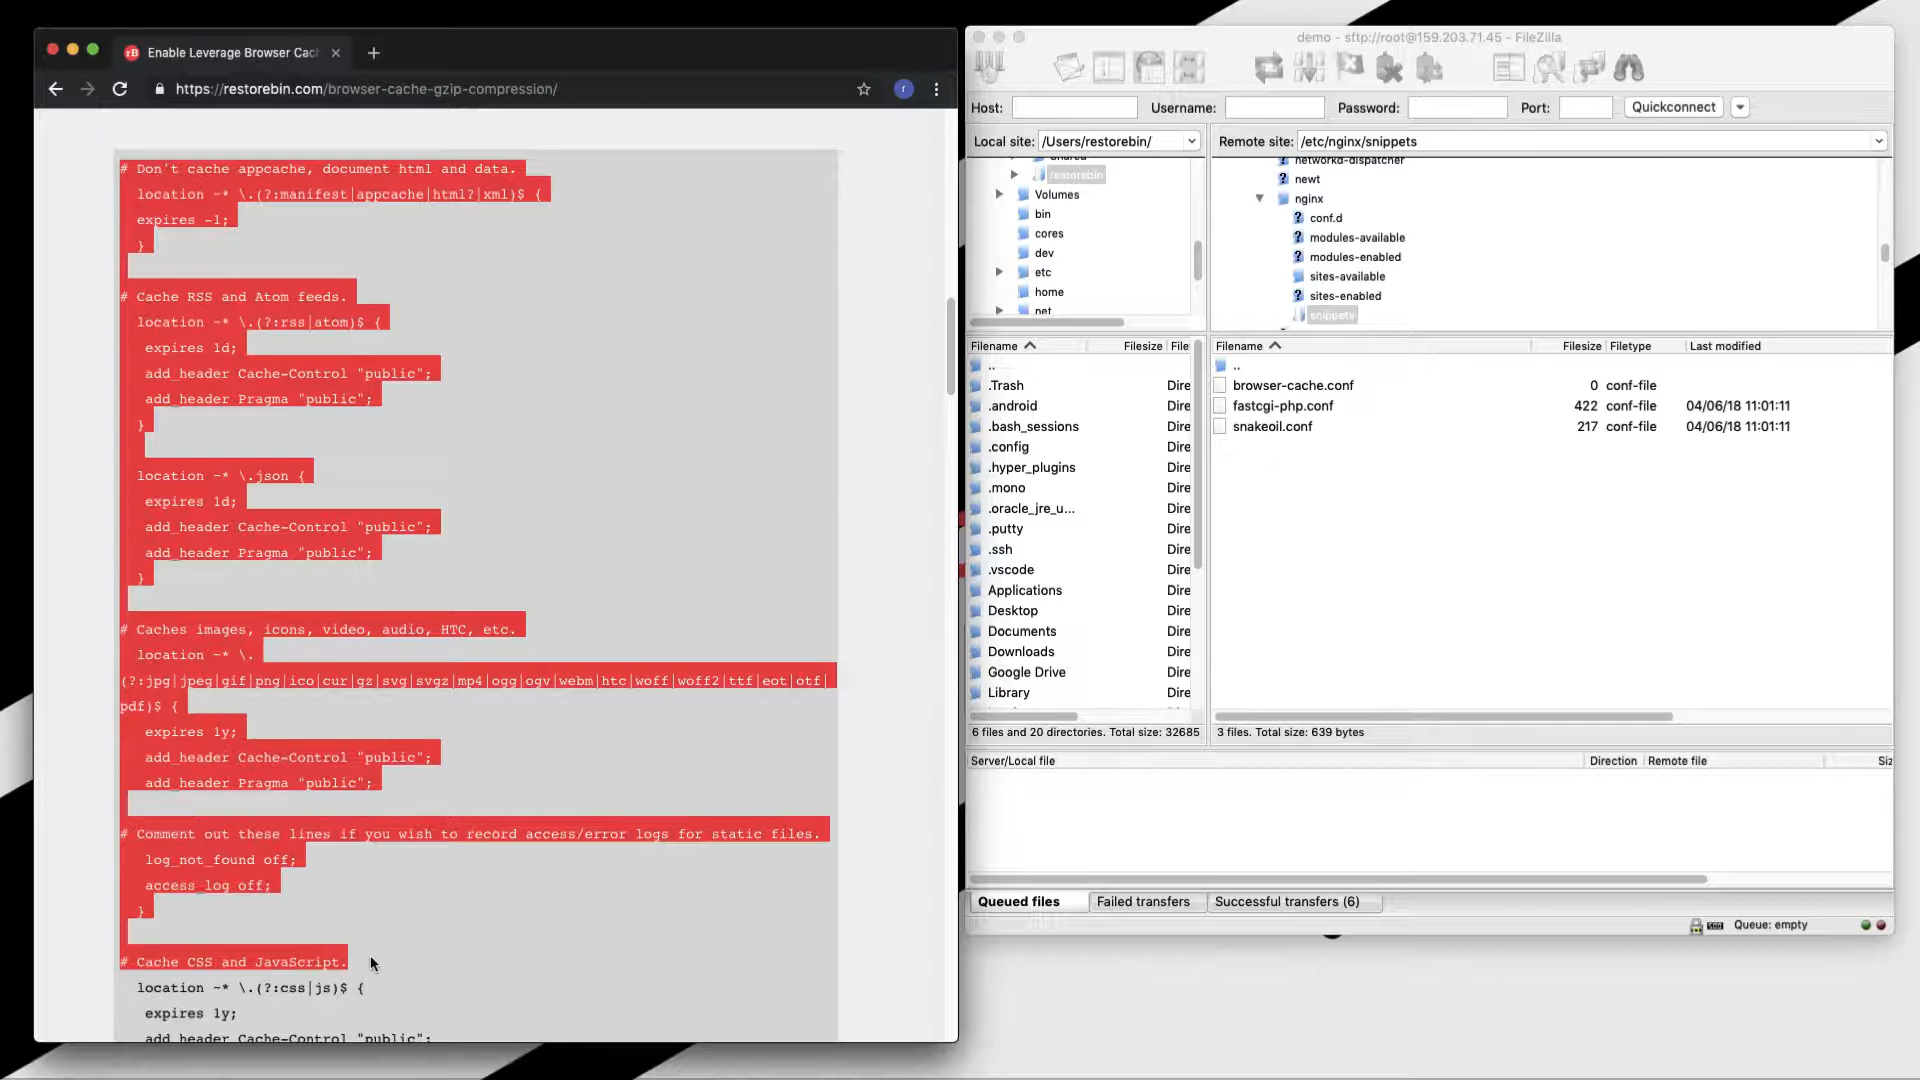 Enable Leverage Browser Cac
https://restorebin.com/browser-cache-gzip-compression/
r
# Don't cache appcache, document html and data.
location ~* \.(?:manifest|appcache|html?|xml)$ {
expires -1;
}
# Cache RSS and Atom feeds.
location ~* \.(?:rss|atom)$ {
expires 1d;
add_header Cache-Control "public";
add_header Pragma "public";
}
location ~* \.json {
expires 1d;
add_header Cache-Control "public";
add_header Pragma "public";
}
# Caches images, icons, video, audio, HTC, etc.
location ~* \.
(?:jpg|jpeg|gif|png|ico|cur|gz|svg|svgz|mp4|ogg|ogv|webm|htc|woff|woff2|ttf|eot|otf|
pdf)$ {
expires 1y;
add_header Cache-Control "public";
add_header Pragma "public";
# Comment out these lines if you wish to record access/error logs for static files.
log_not_found off;
access_log off;
}
# Cache CSS and JavaScript.
location ~* \.(?:css|js)$ {
expires 1y;
add_header Cache-Control "public";
demo - sftp://root@159.203.71.45 - FileZilla
Host: Username: Password: Port: Quickconnect
Local site: /Users/restorebin/
Shared
restorebin
Volumes
bin
cores
dev
etc
home
net
Remote site: /etc/nginx/snippets
networkd-dispatcher
newt
nginx
conf.d
modules-available
modules-enabled
sites-available
sites-enabled
snippets
Filename Filesize File
..
.Trash Dire
.android Dire
.bash_sessions Dire
.config Dire
.hyper_plugins Dire
.mono Dire
.oracle_jre_u... Dire
.putty Dire
.ssh Dire
.vscode Dire
Applications Dire
Desktop Dire
Documents Dire
Downloads Dire
Google Drive Dire
Library Dire
6 files and 20 directories. Total size: 32685
Filename Filesize Filetype Last modified
..
browser-cache.conf 0 conf-file
fastcgi-php.conf 422 conf-file 04/06/18 11:01:11
snakeoil.conf 217 conf-file 04/06/18 11:01:11
3 files. Total size: 639 bytes
Server/Local file Direction Remote file Siz
Queued files Failed transfers Successful transfers (6)
Queue: empty